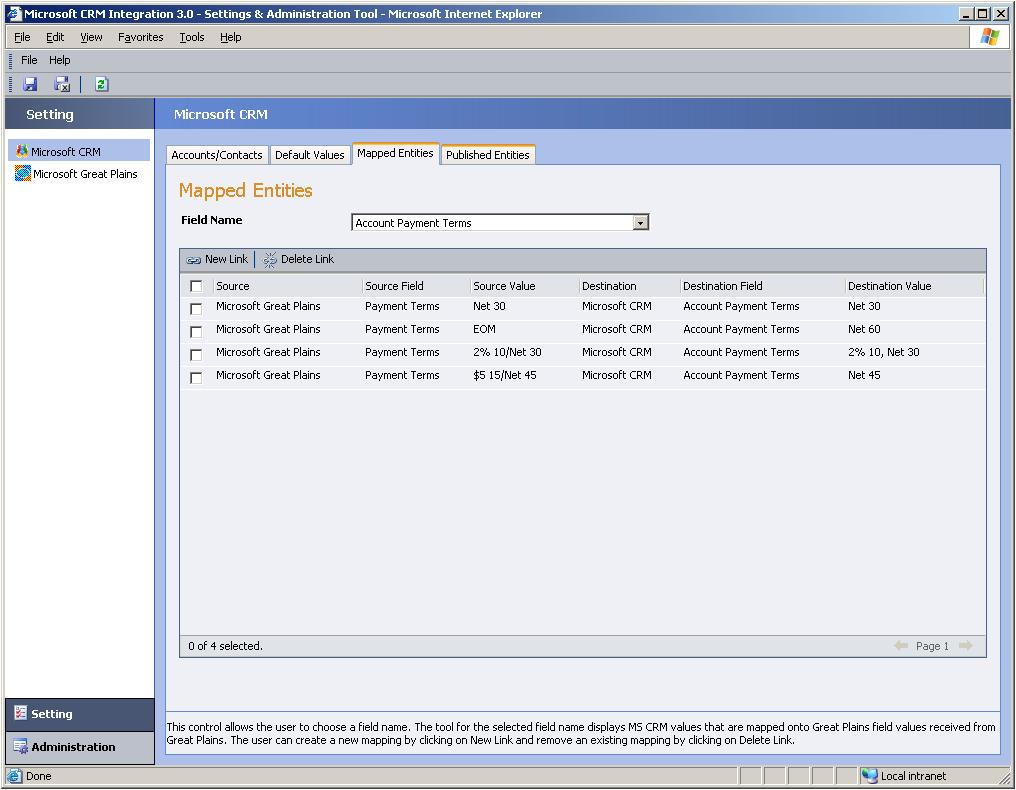 Microsoft CRM Integration 3.0 - Settings & Administration Tool - Microsoft Internet Explorer
File Edit View Favorites Tools Help
File Help
Setting
Microsoft CRM
Microsoft CRM
Microsoft Great Plains
Accounts/Contacts Default Values Mapped Entities Published Entities
Mapped Entities
Field Name Account Payment Terms
New Link Delete Link
Source Source Field Source Value Destination Destination Field Destination Value
Microsoft Great Plains Payment Terms Net 30 Microsoft CRM Account Payment Terms Net 30
Microsoft Great Plains Payment Terms EOM Microsoft CRM Account Payment Terms Net 60
Microsoft Great Plains Payment Terms 2% 10/Net 30 Microsoft CRM Account Payment Terms 2% 10, Net 30
Microsoft Great Plains Payment Terms $5 15/Net 45 Microsoft CRM Account Payment Terms Net 45
0 of 4 selected. Page 1
Setting
Administration
This control allows the user to choose a field name. The tool for the selected field name displays MS CRM values that are mapped onto Great Plains field values received from
Great Plains. The user can create a new mapping by clicking on New Link and remove an existing mapping by clicking on Delete Link.
Done Local intranet